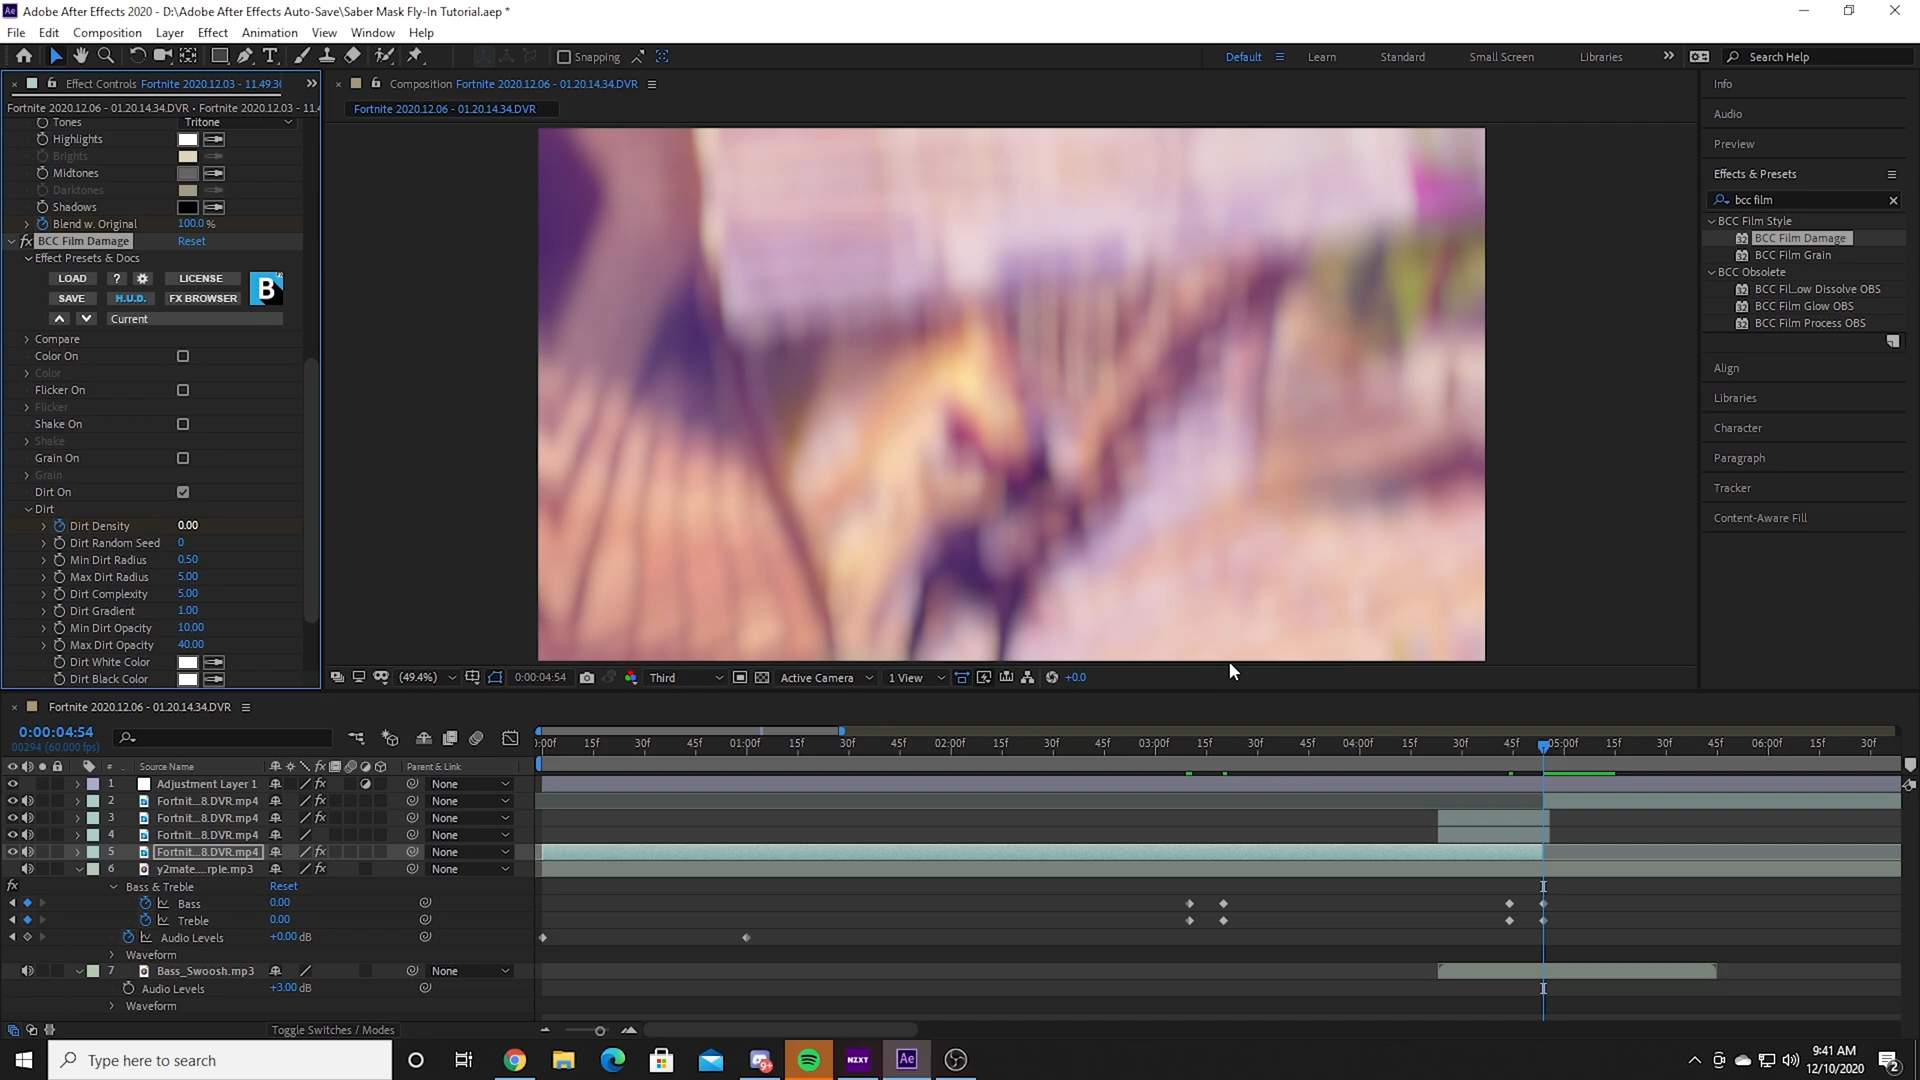 Adobe After Effects 2020 - D:\Adobe After Effects Auto-Save\Saber Mask Fly-In Tutorial.aep *
File Edit Composition Layer Effect Animation View Window Help
Snapping
Default Learn Standard Small Screen Libraries Search Help
Effect Controls Fortnite 2020.12.03 - 11.49.3
Composition Fortnite 2020.12.06 - 01.20.14.34.DVR
Fortnite 2020.12.06 - 01.20.14.34.DVR • Fortnite 2020.12.03 - 11.4
Fortnite 2020.12.06 - 01.20.14.34.DVR
Tones Tritone
Highlights
Brights
Midtones
Darktones
Shadows
Blend w. Original 100.0 %
fx BCC Film Damage Reset
Effect Presets & Docs
LOAD ? LICENSE
SAVE H.U.D. FX BROWSER
B
Current
Compare
Color On
Color
Flicker On
Flicker
Shake On
Shake
Grain On
Grain
Dirt On
Dirt
Dirt Density 0.00
Dirt Random Seed 0
Min Dirt Radius 0.50
Max Dirt Radius 5.00
Dirt Complexity 5.00
Dirt Gradient 1.00
Min Dirt Opacity 10.00
Max Dirt Opacity 40.00
Dirt White Color
Dirt Black Color
(49.4%) 0:00:04:54 Third Active Camera 1 View +0.0
Info
Audio
Preview
Effects & Presets
bcc film
BCC Film Style
BCC Film Damage
BCC Film Grain
BCC Obsolete
BCC Fil...ow Dissolve OBS
BCC Film Glow OBS
BCC Film Process OBS
Align
Libraries
Character
Paragraph
Tracker
Content-Aware Fill
Fortnite 2020.12.06 - 01.20.14.34.DVR
0:00:04:54
00294 (60.000 fps)
:00f 15f 30f 45f 01:00f 15f 30f 45f 02:00f 15f 30f 45f 03:00f 15f 30f 45f 04:00f 15f 30f 45f 05:00f 15f 30f 45f 06:00f 15f 30f
# Source Name Parent & Link
1 Adjustment Layer 1 None
2 Fortnit...8.DVR.mp4 None
3 Fortnit...8.DVR.mp4 None
4 Fortnit...8.DVR.mp4 None
5 Fortnit...8.DVR.mp4 None
6 y2mate....rple.mp3 None
fx Bass & Treble Reset
Bass 0.00
Treble 0.00
Audio Levels +0.00 dB
Waveform
7 Bass_Swoosh.mp3 None
Audio Levels +3.00 dB
Waveform
Toggle Switches / Modes
Type here to search
NZXT
Ae
9:41 AM
12/10/2020
2